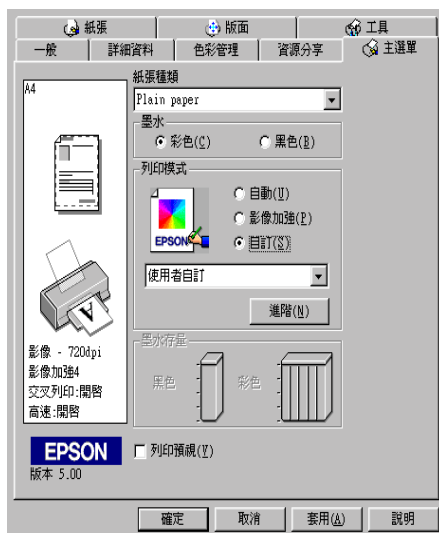 紙張 版面 工具
一般 詳細資料 色彩管理 資源分享 主選單
A4
紙張種類
Plain paper
墨水
彩色(C) 黑色(B)
列印模式
EPSON
自動(U)
影像加強(P)
自訂(S)
使用者自訂
進階(N)
A
影像 - 720dpi
影像加強4
交叉列印:開啓
高速:開啓
墨水存量
黑色 彩色
EPSON
版本 5.00
列印預視(V)
確定 取消 套用(A) 說明